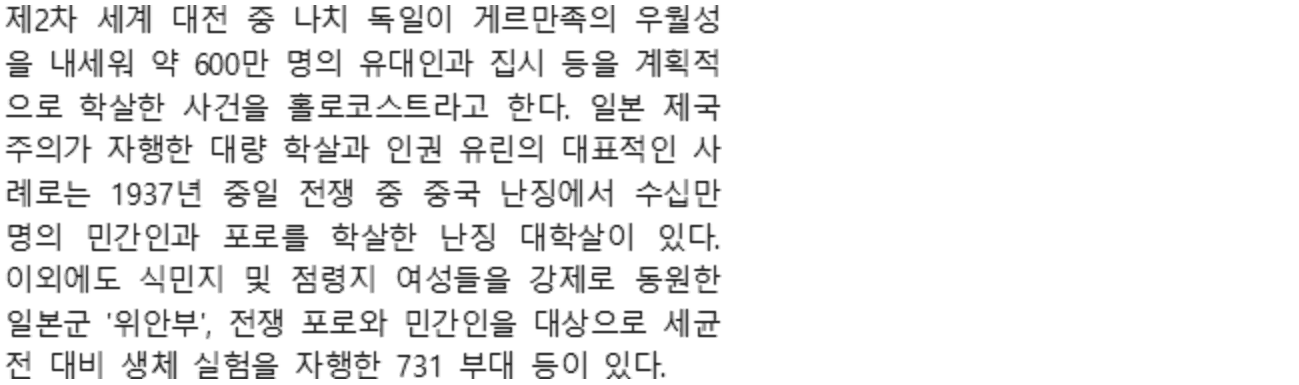 제2차 세계 대전 중 나치 독일이 게르만족의 우월성
을 내세워 약 600만 명의 유대인과 집시 등을 계획적
으로 학살한 사건을 홀로코스트라고 한다. 일본 제국
주의가 자행한 대량 학살과 인권 유린의 대표적인 사
례로는 1937년 중일 전쟁 중 중국 난징에서 수십만
명의 민간인과 포로를 학살한 난징 대학살이 있다.
이외에도 식민지 및 점령지 여성들을 강제로 동원한
일본군 '위안부', 전쟁 포로와 민간인을 대상으로 세균
전 대비 생체 실험을 자행한 731 부대 등이 있다.